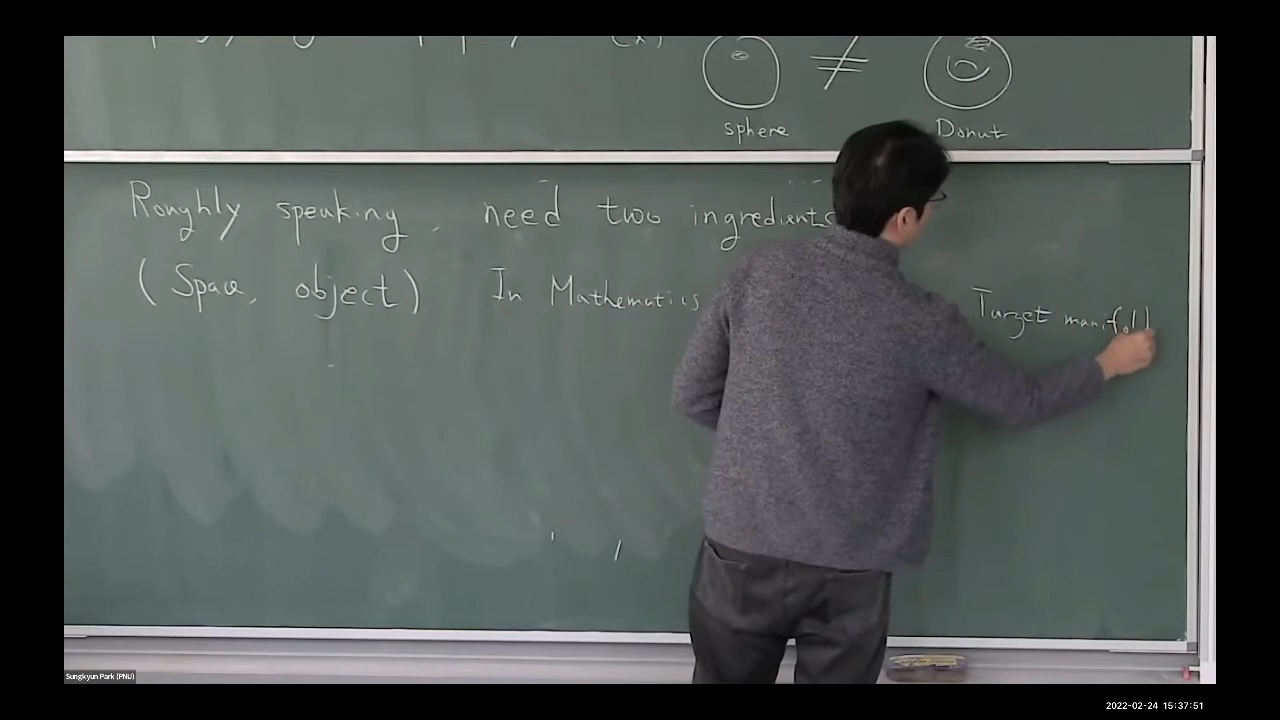 (x)
≠
sphere Donut
Roughly speaking, need two ingredients
(Space, object) In Mathematics
Target manifold
Sungkyun Park (PNU)
2022-02-24 15:37:51